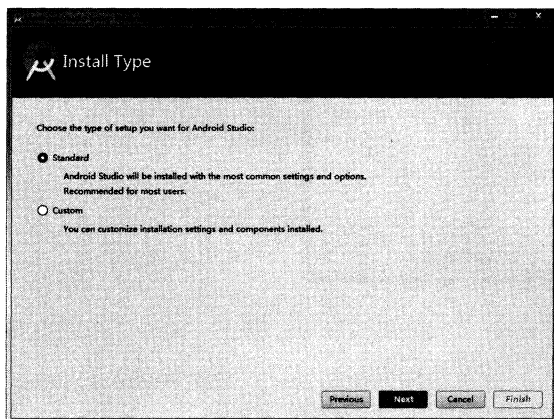 Install Type
Choose the type of setup you want for Android Studio:
Standard
Android Studio will be installed with the most common settings and options.
Recommended for most users.
Custom
You can customize installation settings and components installed.
Previous
Next
Cancel
Finish